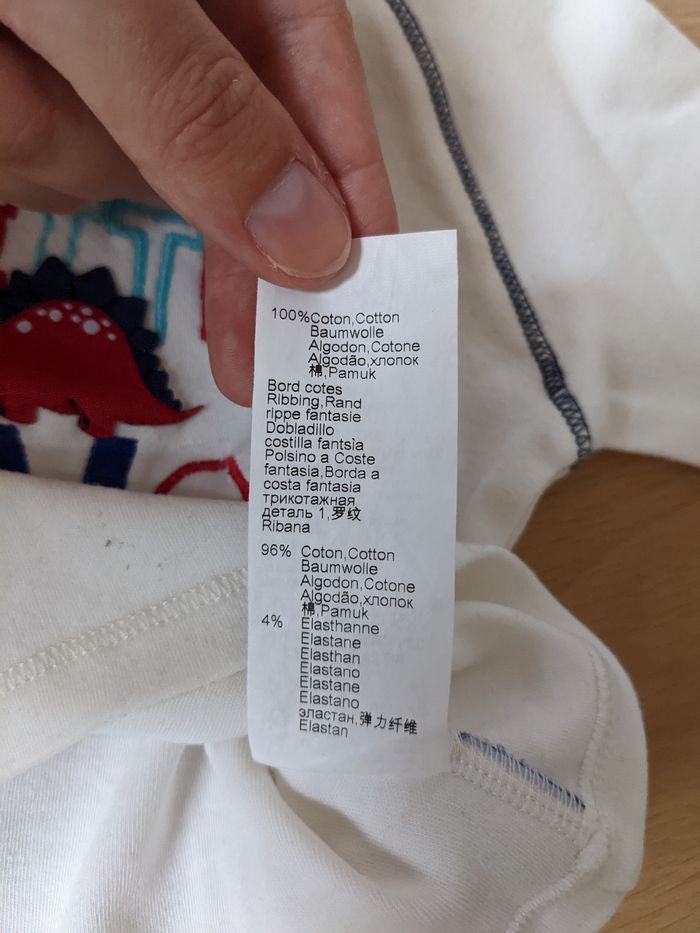 100%Coton,Cotton
Baumwolle
Algodon,Cotone
Algodão,хлопок
棉,Pamuk
Bord cotes
Ribbing,Rand
rippe fantasie
Dobladillo
costilla fantsìa
Polsino a Coste
fantasia,Borda a
costa fantasia
трикотажная
деталь 1,罗纹
Ribana
96% Coton,Cotton
Baumwolle
Algodon,Cotone
Algodão,хлопок
棉,Pamuk
4% Elasthanne
Elastane
Elasthan
Elastano
Elastane
Elastano
эластан,弹力纤维
Elastan